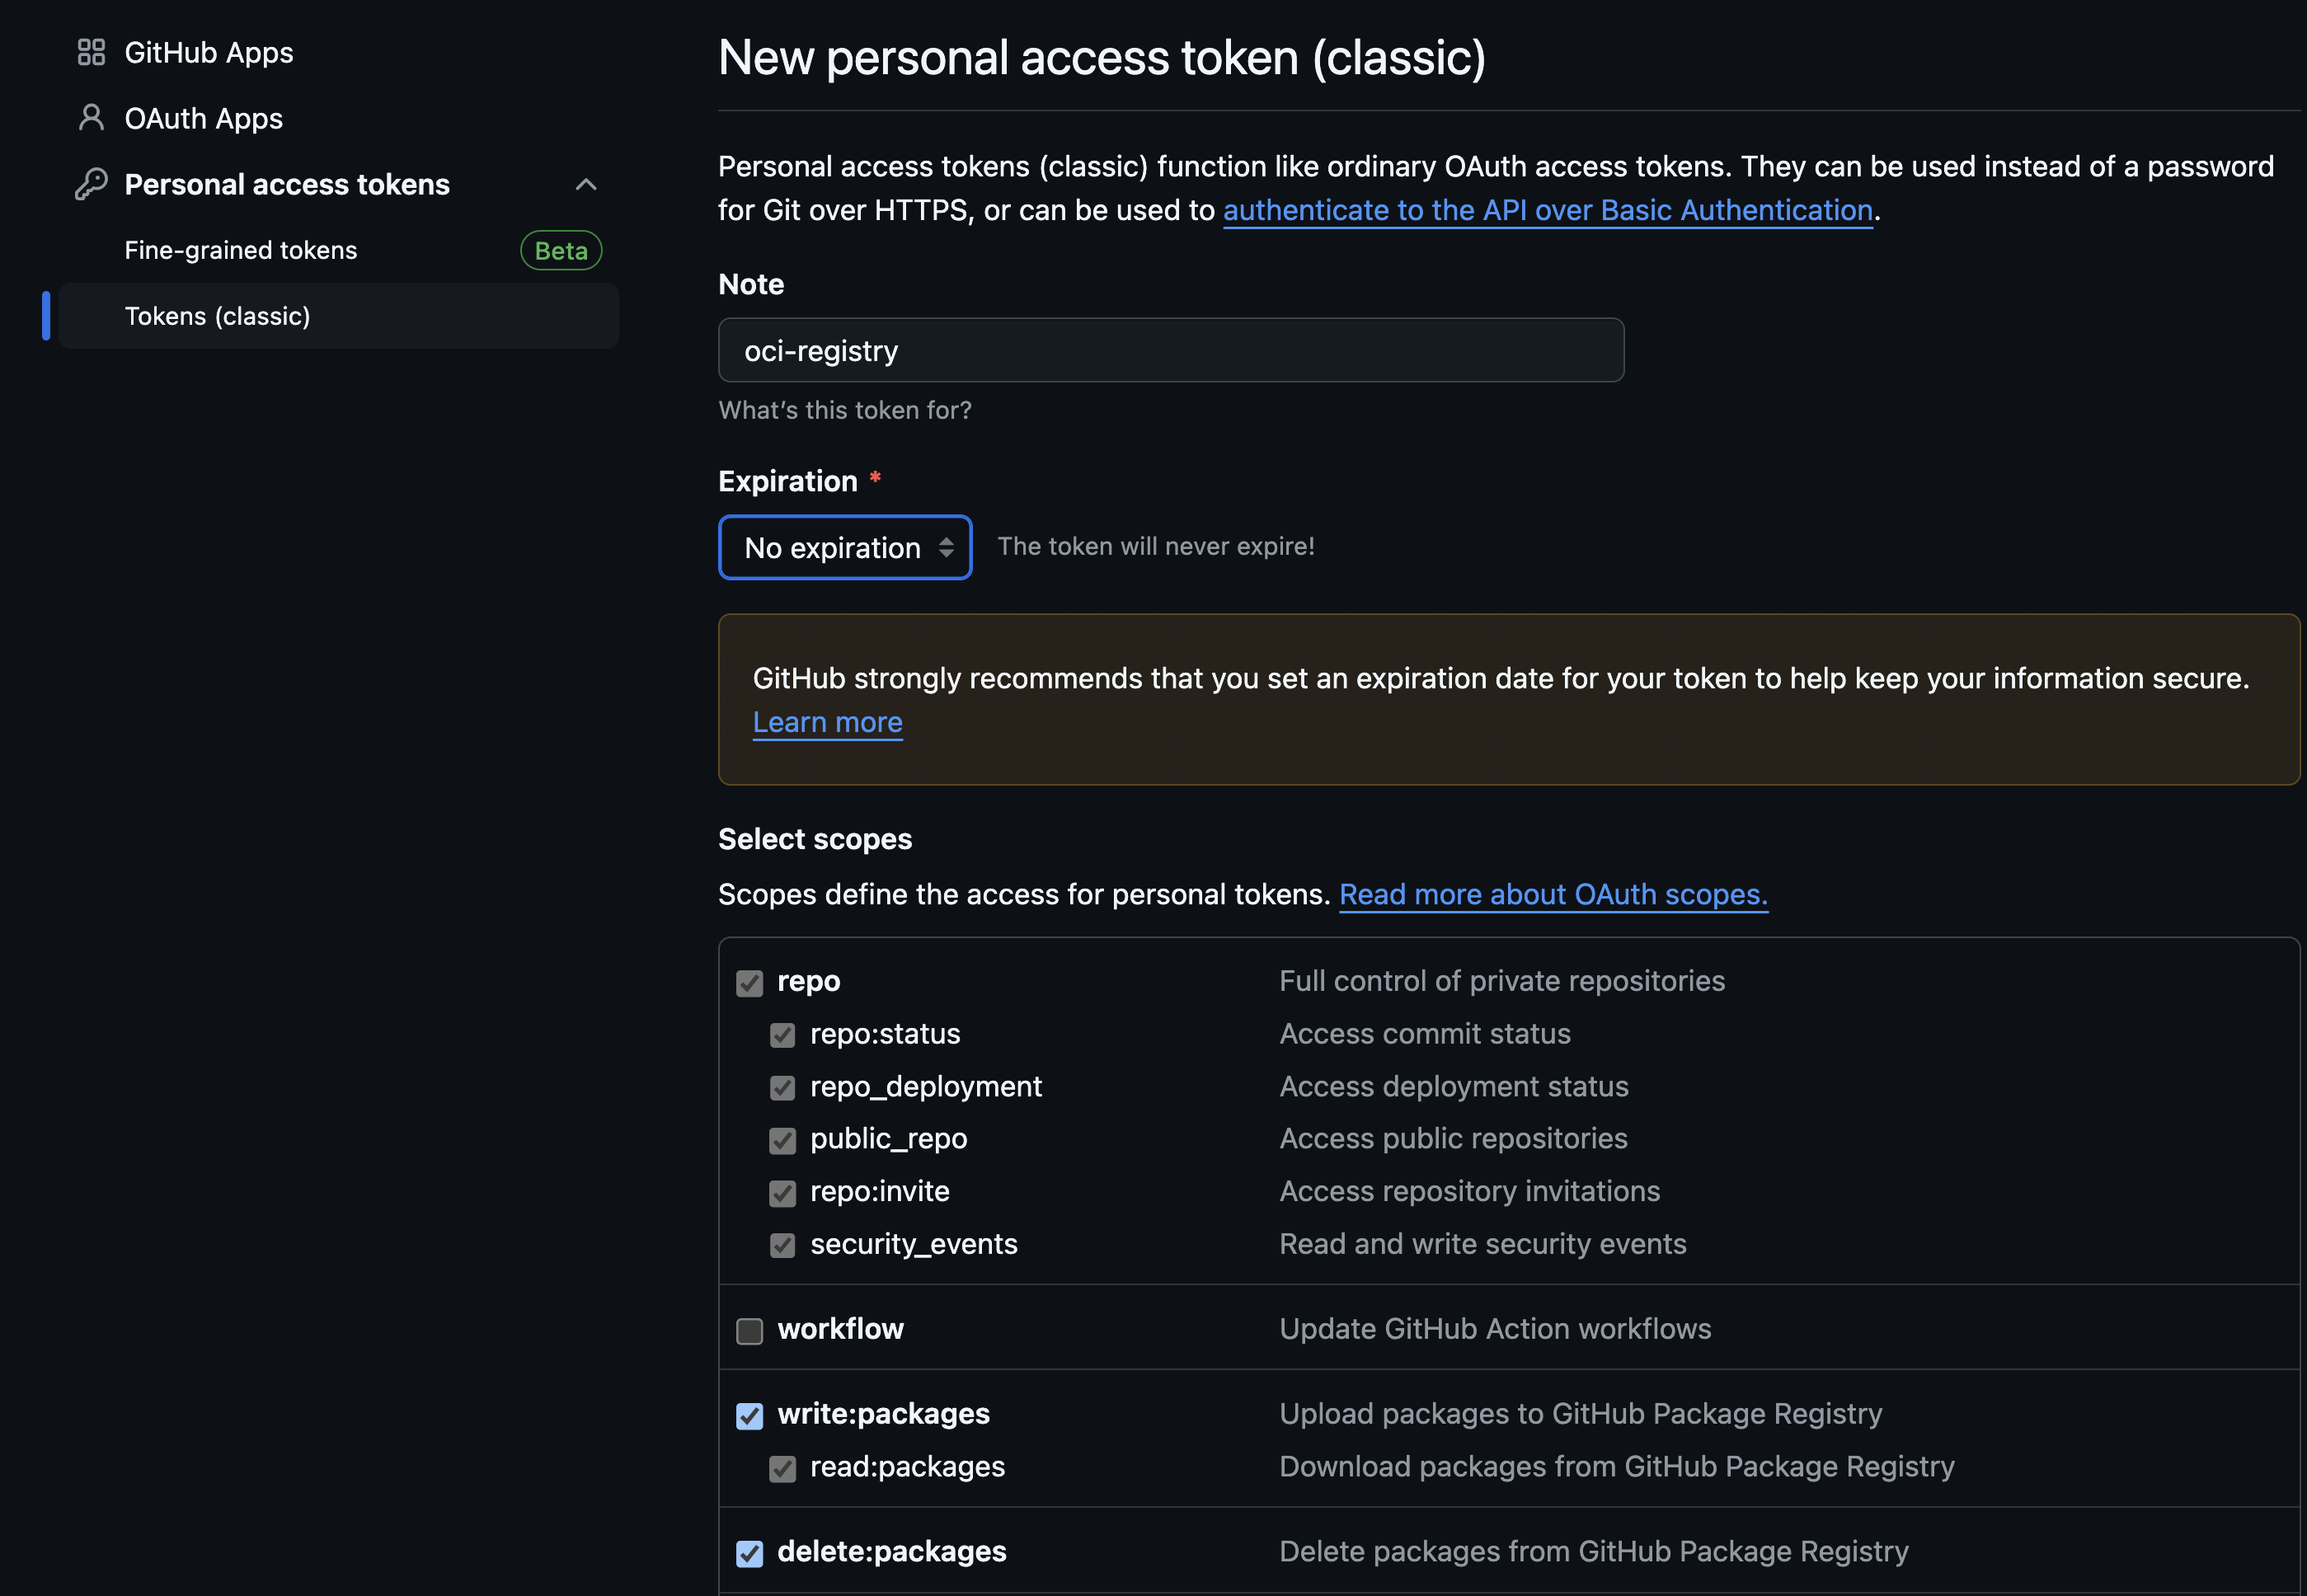 GitHub Apps
OAuth Apps
Personal access tokens
Fine-grained tokens Beta
Tokens (classic)
New personal access token (classic)
Personal access tokens (classic) function like ordinary OAuth access tokens. They can be used instead of a password
for Git over HTTPS, or can be used to authenticate to the API over Basic Authentication.
Note
oci-registry
What's this token for?
Expiration *
No expiration The token will never expire!
GitHub strongly recommends that you set an expiration date for your token to help keep your information secure.
Learn more
Select scopes
Scopes define the access for personal tokens. Read more about OAuth scopes.
repo Full control of private repositories
repo:status Access commit status
repo_deployment Access deployment status
public_repo Access public repositories
repo:invite Access repository invitations
security_events Read and write security events
workflow Update GitHub Action workflows
write:packages Upload packages to GitHub Package Registry
read:packages Download packages from GitHub Package Registry
delete:packages Delete packages from GitHub Package Registry